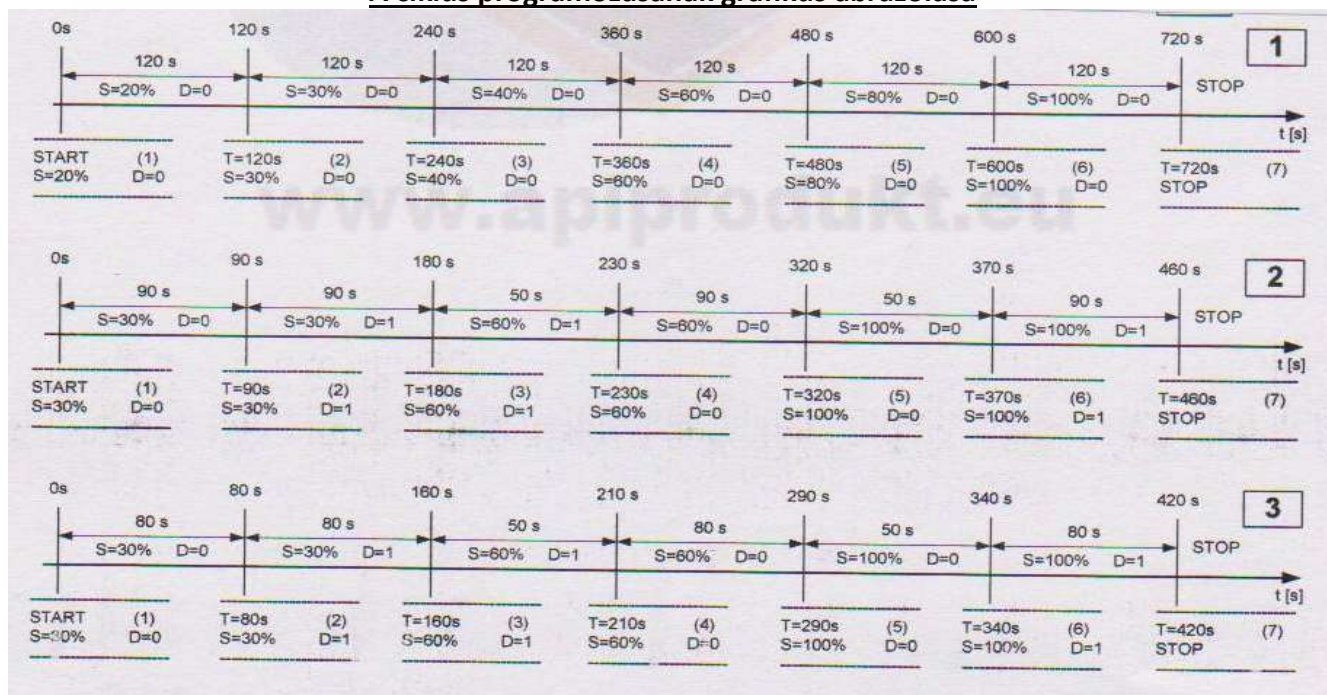 0s 120 s 240 s 360 s 480 s 600 s 720 s 1
120 s 120 s 120 s 120 s 120 s 120 s STOP
S=20% D=0 S=30% D=0 S=40% D=0 S=60% D=0 S=80% D=0 S=100% D=0
t [s]
START (1) T=120s (2) T=240s (3) T=360s (4) T=480s (5) T=600s (6) T=720s (7)
S=20% D=0 S=30% D=0 S=40% D=0 S=60% D=0 S=80% D=0 S=100% D=0 STOP
www.apiprodukt.eu
0s 90 s 180 s 230 s 320 s 370 s 460 s 2
90 s 90 s 50 s 90 s 50 s 90 s STOP
S=30% D=0 S=30% D=1 S=60% D=1 S=60% D=0 S=100% D=0 S=100% D=1
t [s]
START (1) T=90s (2) T=180s (3) T=230s (4) T=320s (5) T=370s (6) T=460s (7)
S=30% D=0 S=30% D=1 S=60% D=1 S=60% D=0 S=100% D=0 S=100% D=1 STOP
0s 80 s 160 s 210 s 290 s 340 s 420 s 3
80 s 80 s 50 s 80 s 50 s 80 s STOP
S=30% D=0 S=30% D=1 S=60% D=1 S=60% D=0 S=100% D=0 S=100% D=1
t [s]
START (1) T=80s (2) T=160s (3) T=210s (4) T=290s (5) T=340s (6) T=420s (7)
S=30% D=0 S=30% D=1 S=60% D=1 S=60% D=0 S=100% D=0 S=100% D=1 STOP